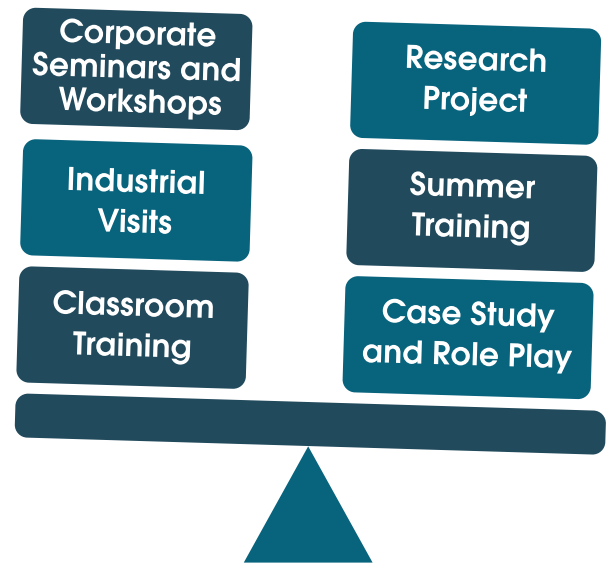 Corporate
Seminars and
Workshops
Industrial
Visits
Classroom
Training
Research
Project
Summer
Training
Case Study
and Role Play